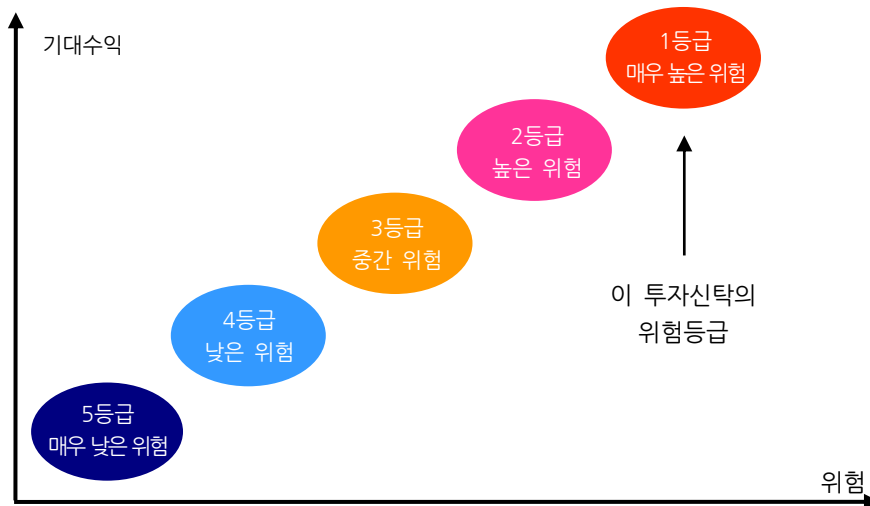 기대수익
1등급
매우 높은 위험
2등급
높은 위험
3등급
중간 위험
이 투자신탁의
위험등급
4등급
낮은 위험
5등급
매우 낮은 위험
위험